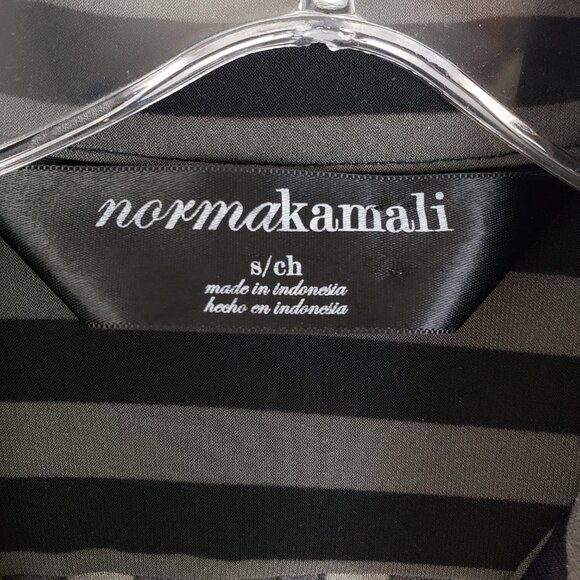 normakamali
s/ch
made in indonesia
hecho en indonesia